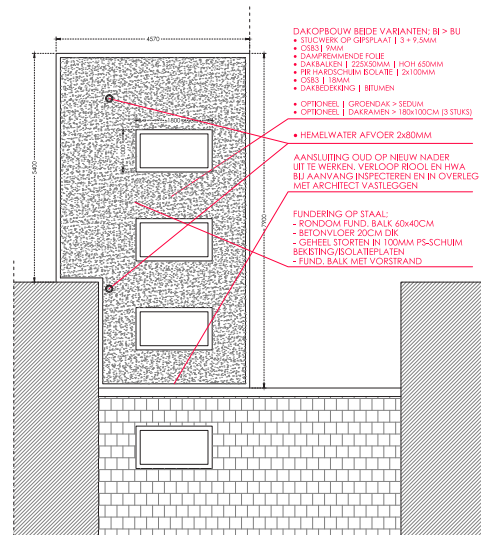 4570
DAKOPBOUW BEIDE VARIANTEN: BI > BU
• STUCWERK OP GIPSPLAAT | 3 + 9.5MM
• OSB3| 9MM
• DAMPREMMENDE FOLIE
• DAKBALKEN | 225X50MM | HOH 650MM
• PIR HARDSCHUIM ISOLATIE | 2x100MM
• OSB3 | 18MM
• DAKBEDEKKING | BITUMEN
• OPTIONEEL | GROENDAK > SEDUM
• OPTIONEEL | DAKRAMEN > 180x100CM (3 STUKS)
1800
• HEMELWATER AFVOER 2x80MM
AANSLUITING OUD OP NIEUW NADER
UIT TE WERKEN, VERLOOP RIOOL EN HWA
BIJ AANVANG INSPECTEREN EN IN OVERLEG
MET ARCHITECT VASTLEGGEN
5400
FUNDERING OP STAAL:
- RONDOM FUND. BALK 60x40CM
- BETONVLOER 20CM DIK
- GEHEEL STORTEN IN 100MM PS-SCHUIM
BEKISTING/ISOLATIEPLATEN
- FUND. BALK MET VORSTRAND